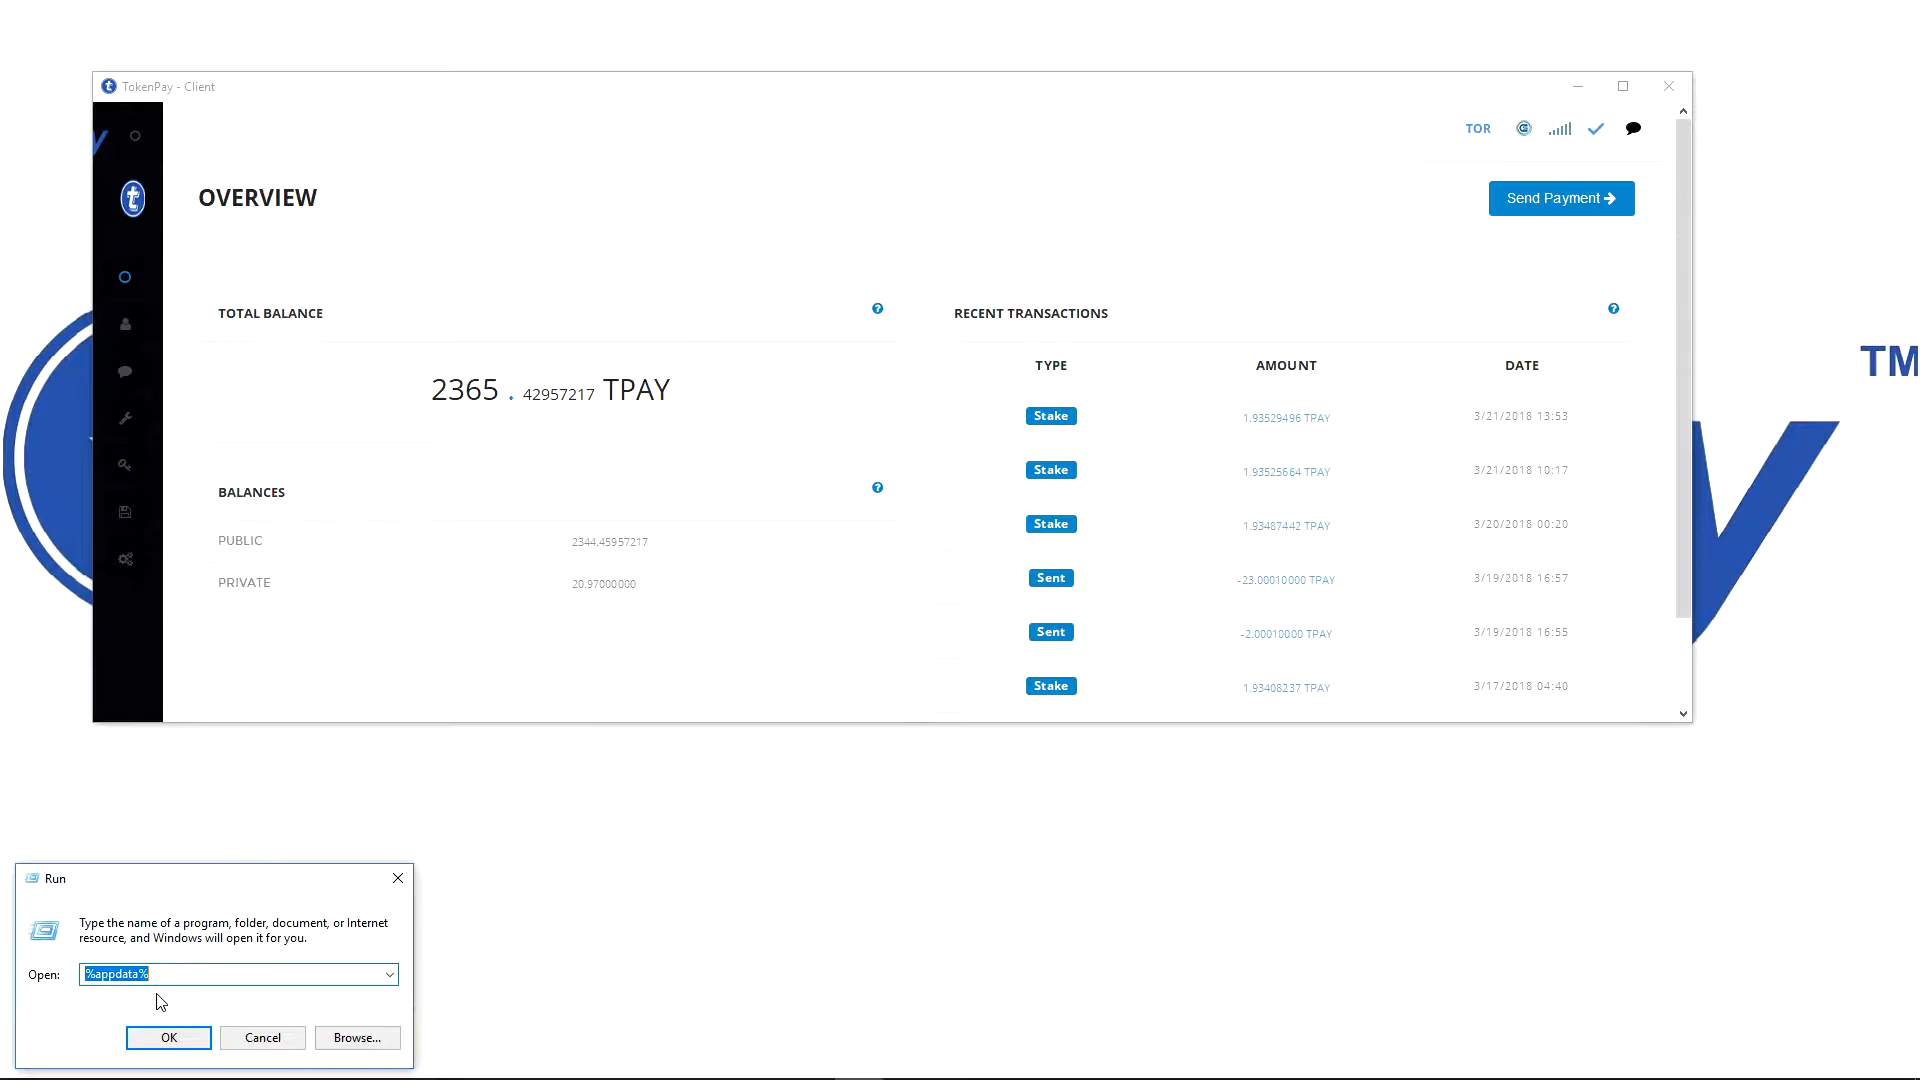 TokenPay - Client
TOR
OVERVIEW
Send Payment
TOTAL BALANCE
2365 . 42957217 TPAY
BALANCES
PUBLIC 2344.45957217
PRIVATE 20.97000000
RECENT TRANSACTIONS
TYPE AMOUNT DATE
Stake 1.93529496 TPAY 3/21/2018 13:53
Stake 1.93525664 TPAY 3/21/2018 10:17
Stake 1.93487442 TPAY 3/20/2018 00:20
Sent -23.00010000 TPAY 3/19/2018 16:57
Sent -2.00010000 TPAY 3/19/2018 16:55
Stake 1.93408237 TPAY 3/17/2018 04:40
TM
Run
Type the name of a program, folder, document, or Internet
resource, and Windows will open it for you.
Open: %appdata%
OK Cancel Browse...